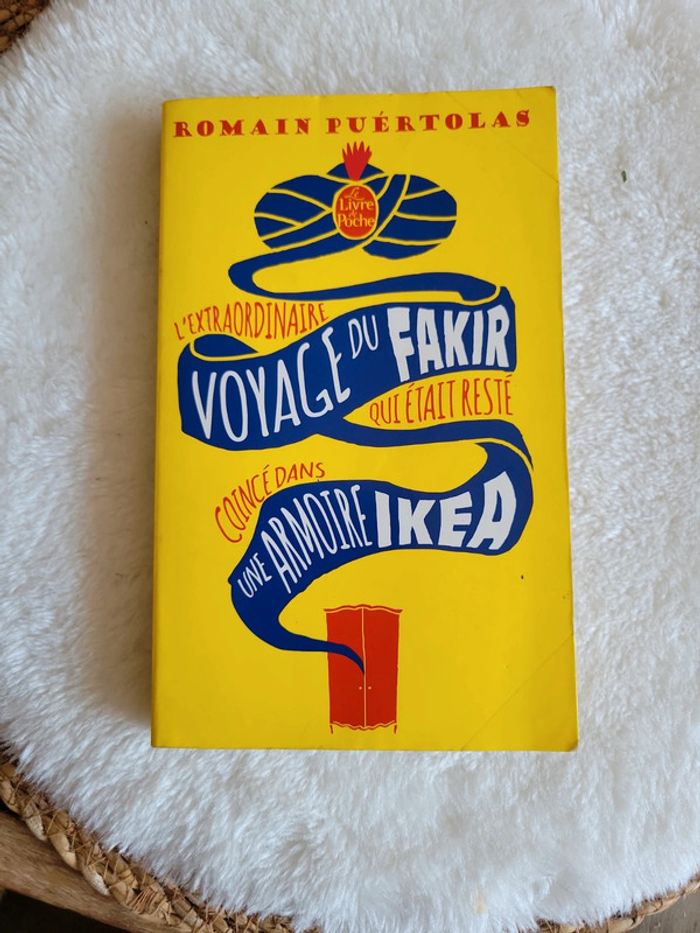 ROMAIN PUÉRTOLAS
Le
Livre
de
Poche
L'EXTRAORDINAIRE
VOYAGE DU FAKIR
QUI ÉTAIT RESTÉ
COINCÉ DANS
UNE ARMOIRE IKEA